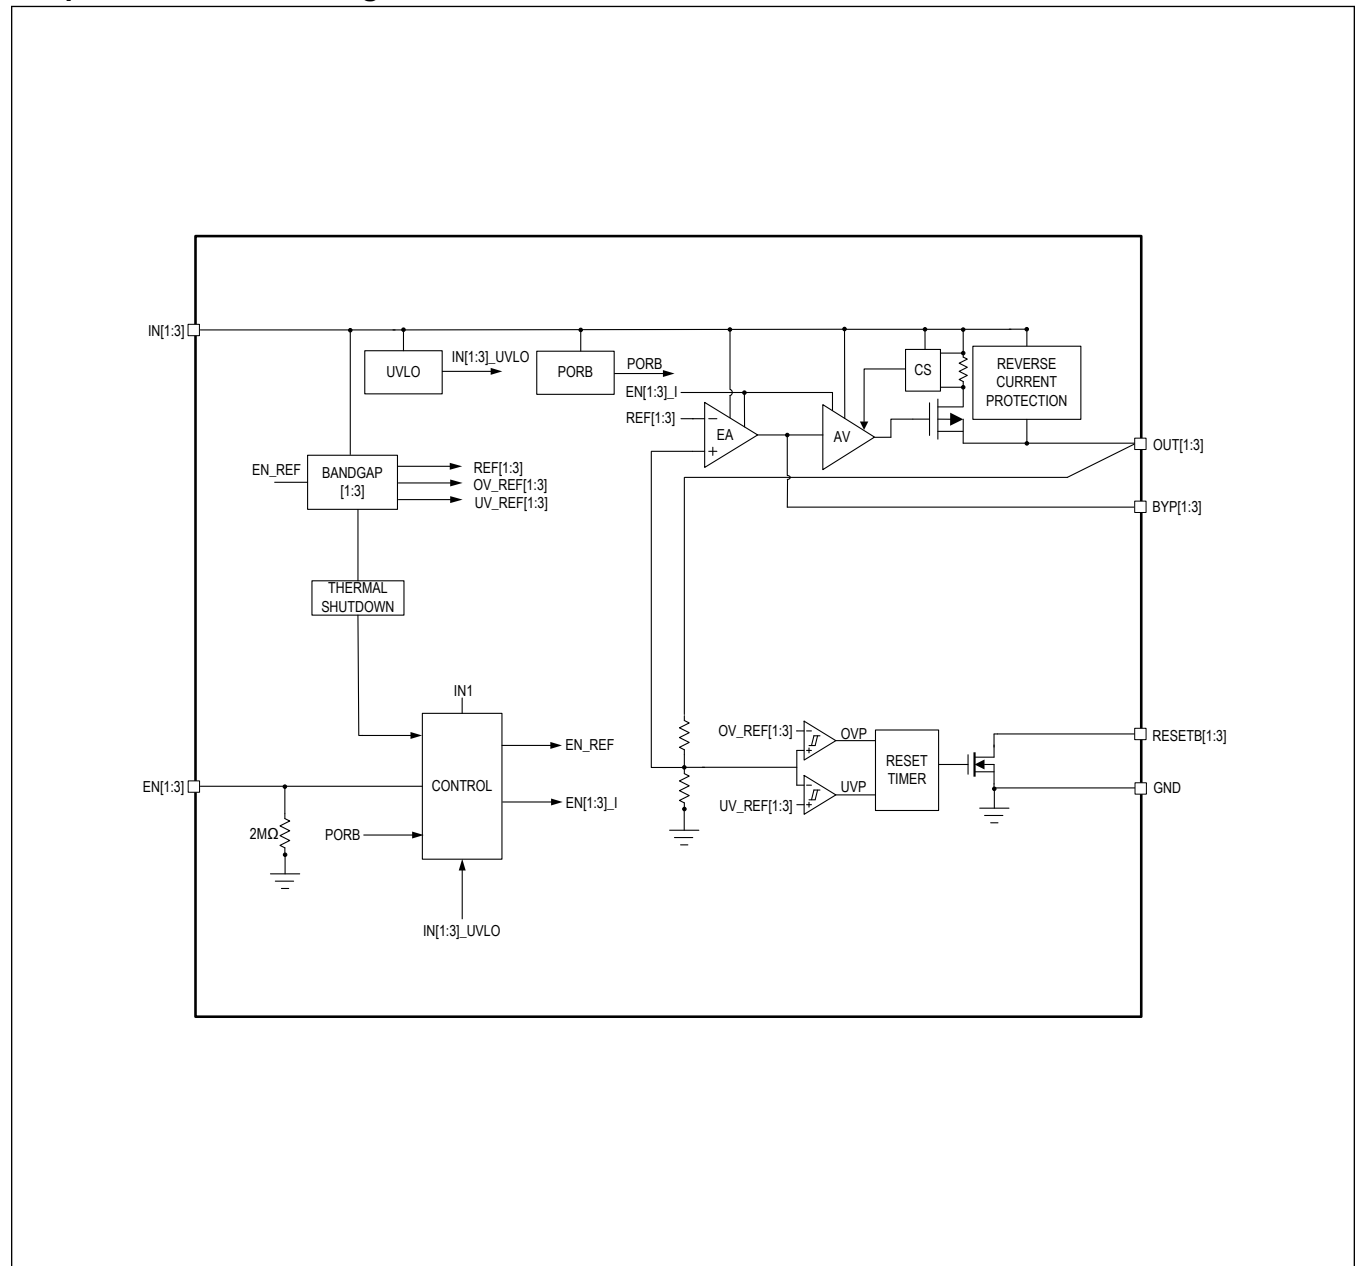 IN[1:3]
UVLO
IN[1:3]_UVLO
PORB
PORB
EN[1:3]_I
REF[1:3]
EA
AV
CS
REVERSE
CURRENT
PROTECTION
OUT[1:3]
BYP[1:3]
EN_REF
BANDGAP
[1:3]
REF[1:3]
OV_REF[1:3]
UV_REF[1:3]
THERMAL
SHUTDOWN
IN1
CONTROL
EN_REF
EN[1:3]_I
EN[1:3]
2MΩ
PORB
IN[1:3]_UVLO
OV_REF[1:3]
OVP
UV_REF[1:3]
UVP
RESET
TIMER
RESETB[1:3]
GND